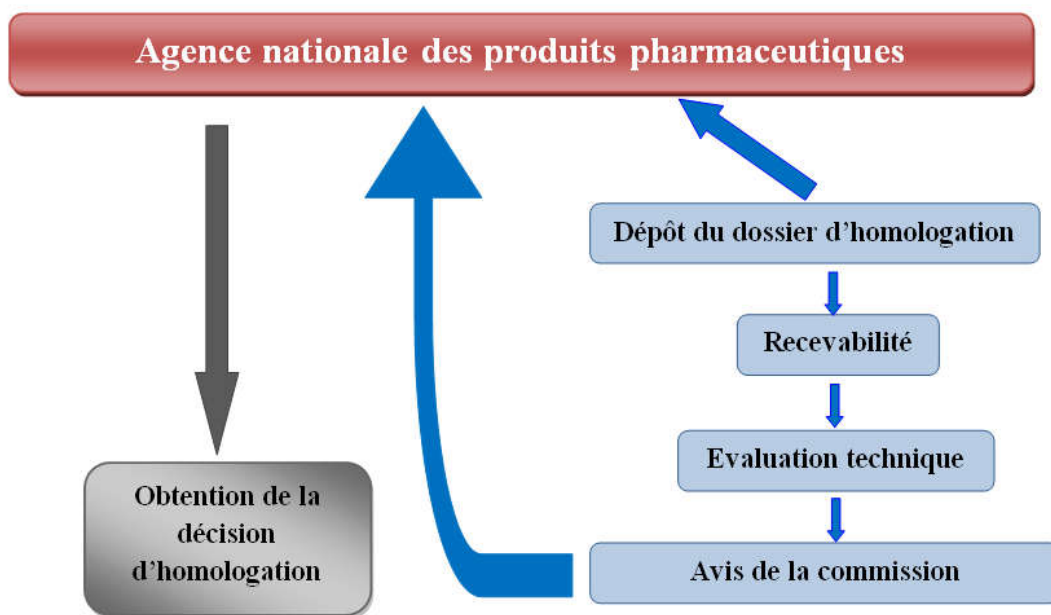 Agence nationale des produits pharmaceutiques
Dépôt du dossier d’homologation
Recevabilité
Evaluation technique
Avis de la commission
Obtention de la
décision
d’homologation